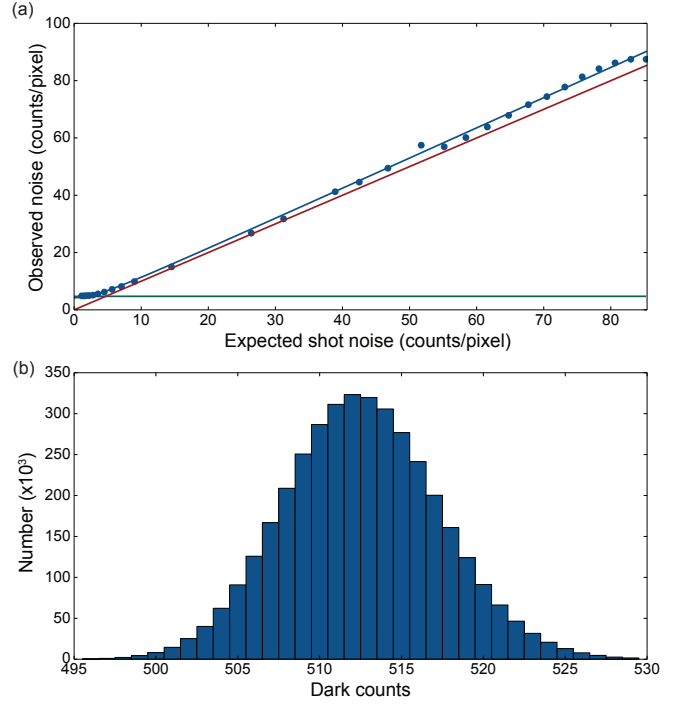 (a)
100
80
60
40
20
0
Observed noise (counts/pixel)
0 10 20 30 40 50 60 70 80
Expected shot noise (counts/pixel)
(b)
350
300
250
200
150
100
50
0
Number (x10³)
495 500 505 510 515 520 525 530
Dark counts